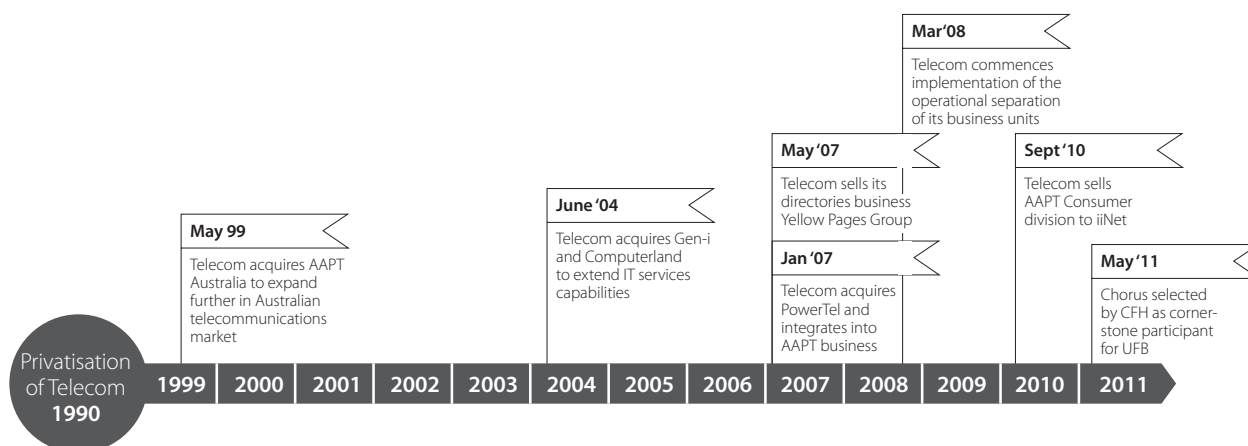 Privatisation
of Telecom
1990
May 99
Telecom acquires AAPT
Australia to expand
further in Australian
telecommunications
market
June ‘04
Telecom acquires Gen-i
and Computerland
to extend IT services
capabilities
May ‘07
Telecom sells its
directories business
Yellow Pages Group
Jan ‘07
Telecom acquires
PowerTel and
integrates into
AAPT business
Mar‘08
Telecom commences
implementation of the
operational separation
of its business units
Sept ‘10
Telecom sells
AAPT Consumer
division to iiNet
May ‘11
Chorus selected
by CFH as corner-
stone participant
for UFB
1999 2000 2001 2002 2003 2004 2005 2006 2007 2008 2009 2010 2011